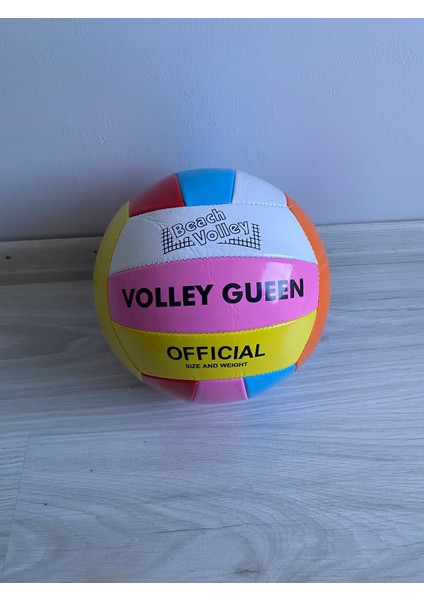 Beach
Volley
VOLLEY GUEEN
OFFICIAL
SIZE AND WEIGHT